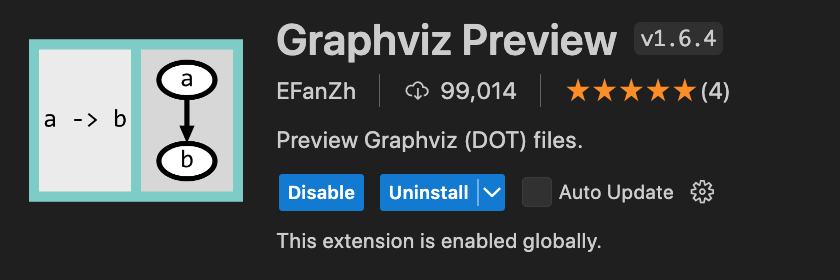 Graphviz Preview v1.6.4
a
a -> b
b
EFanZh 99,014 (4)
Preview Graphviz (DOT) files.
Disable Uninstall Auto Update
This extension is enabled globally.